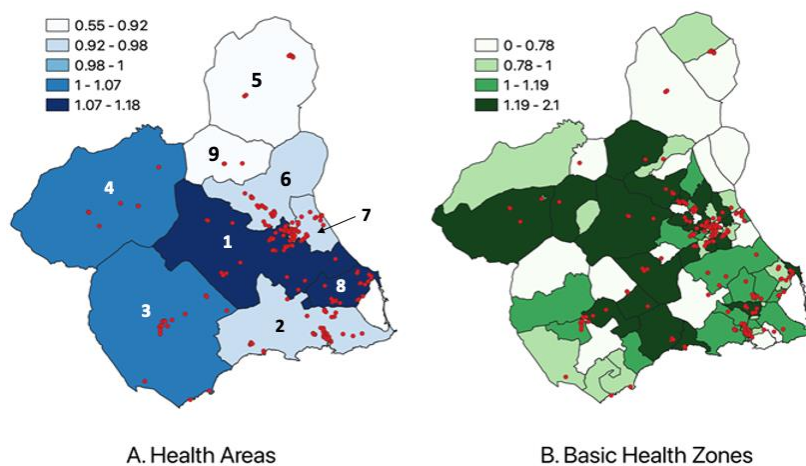 0.55 - 0.92
0.92 - 0.98
0.98 - 1
1 - 1.07
1.07 - 1.18
5
9
6
4
7
1
8
3
2
A. Health Areas
0 - 0.78
0.78 - 1
1 - 1.19
1.19 - 2.1
B. Basic Health Zones